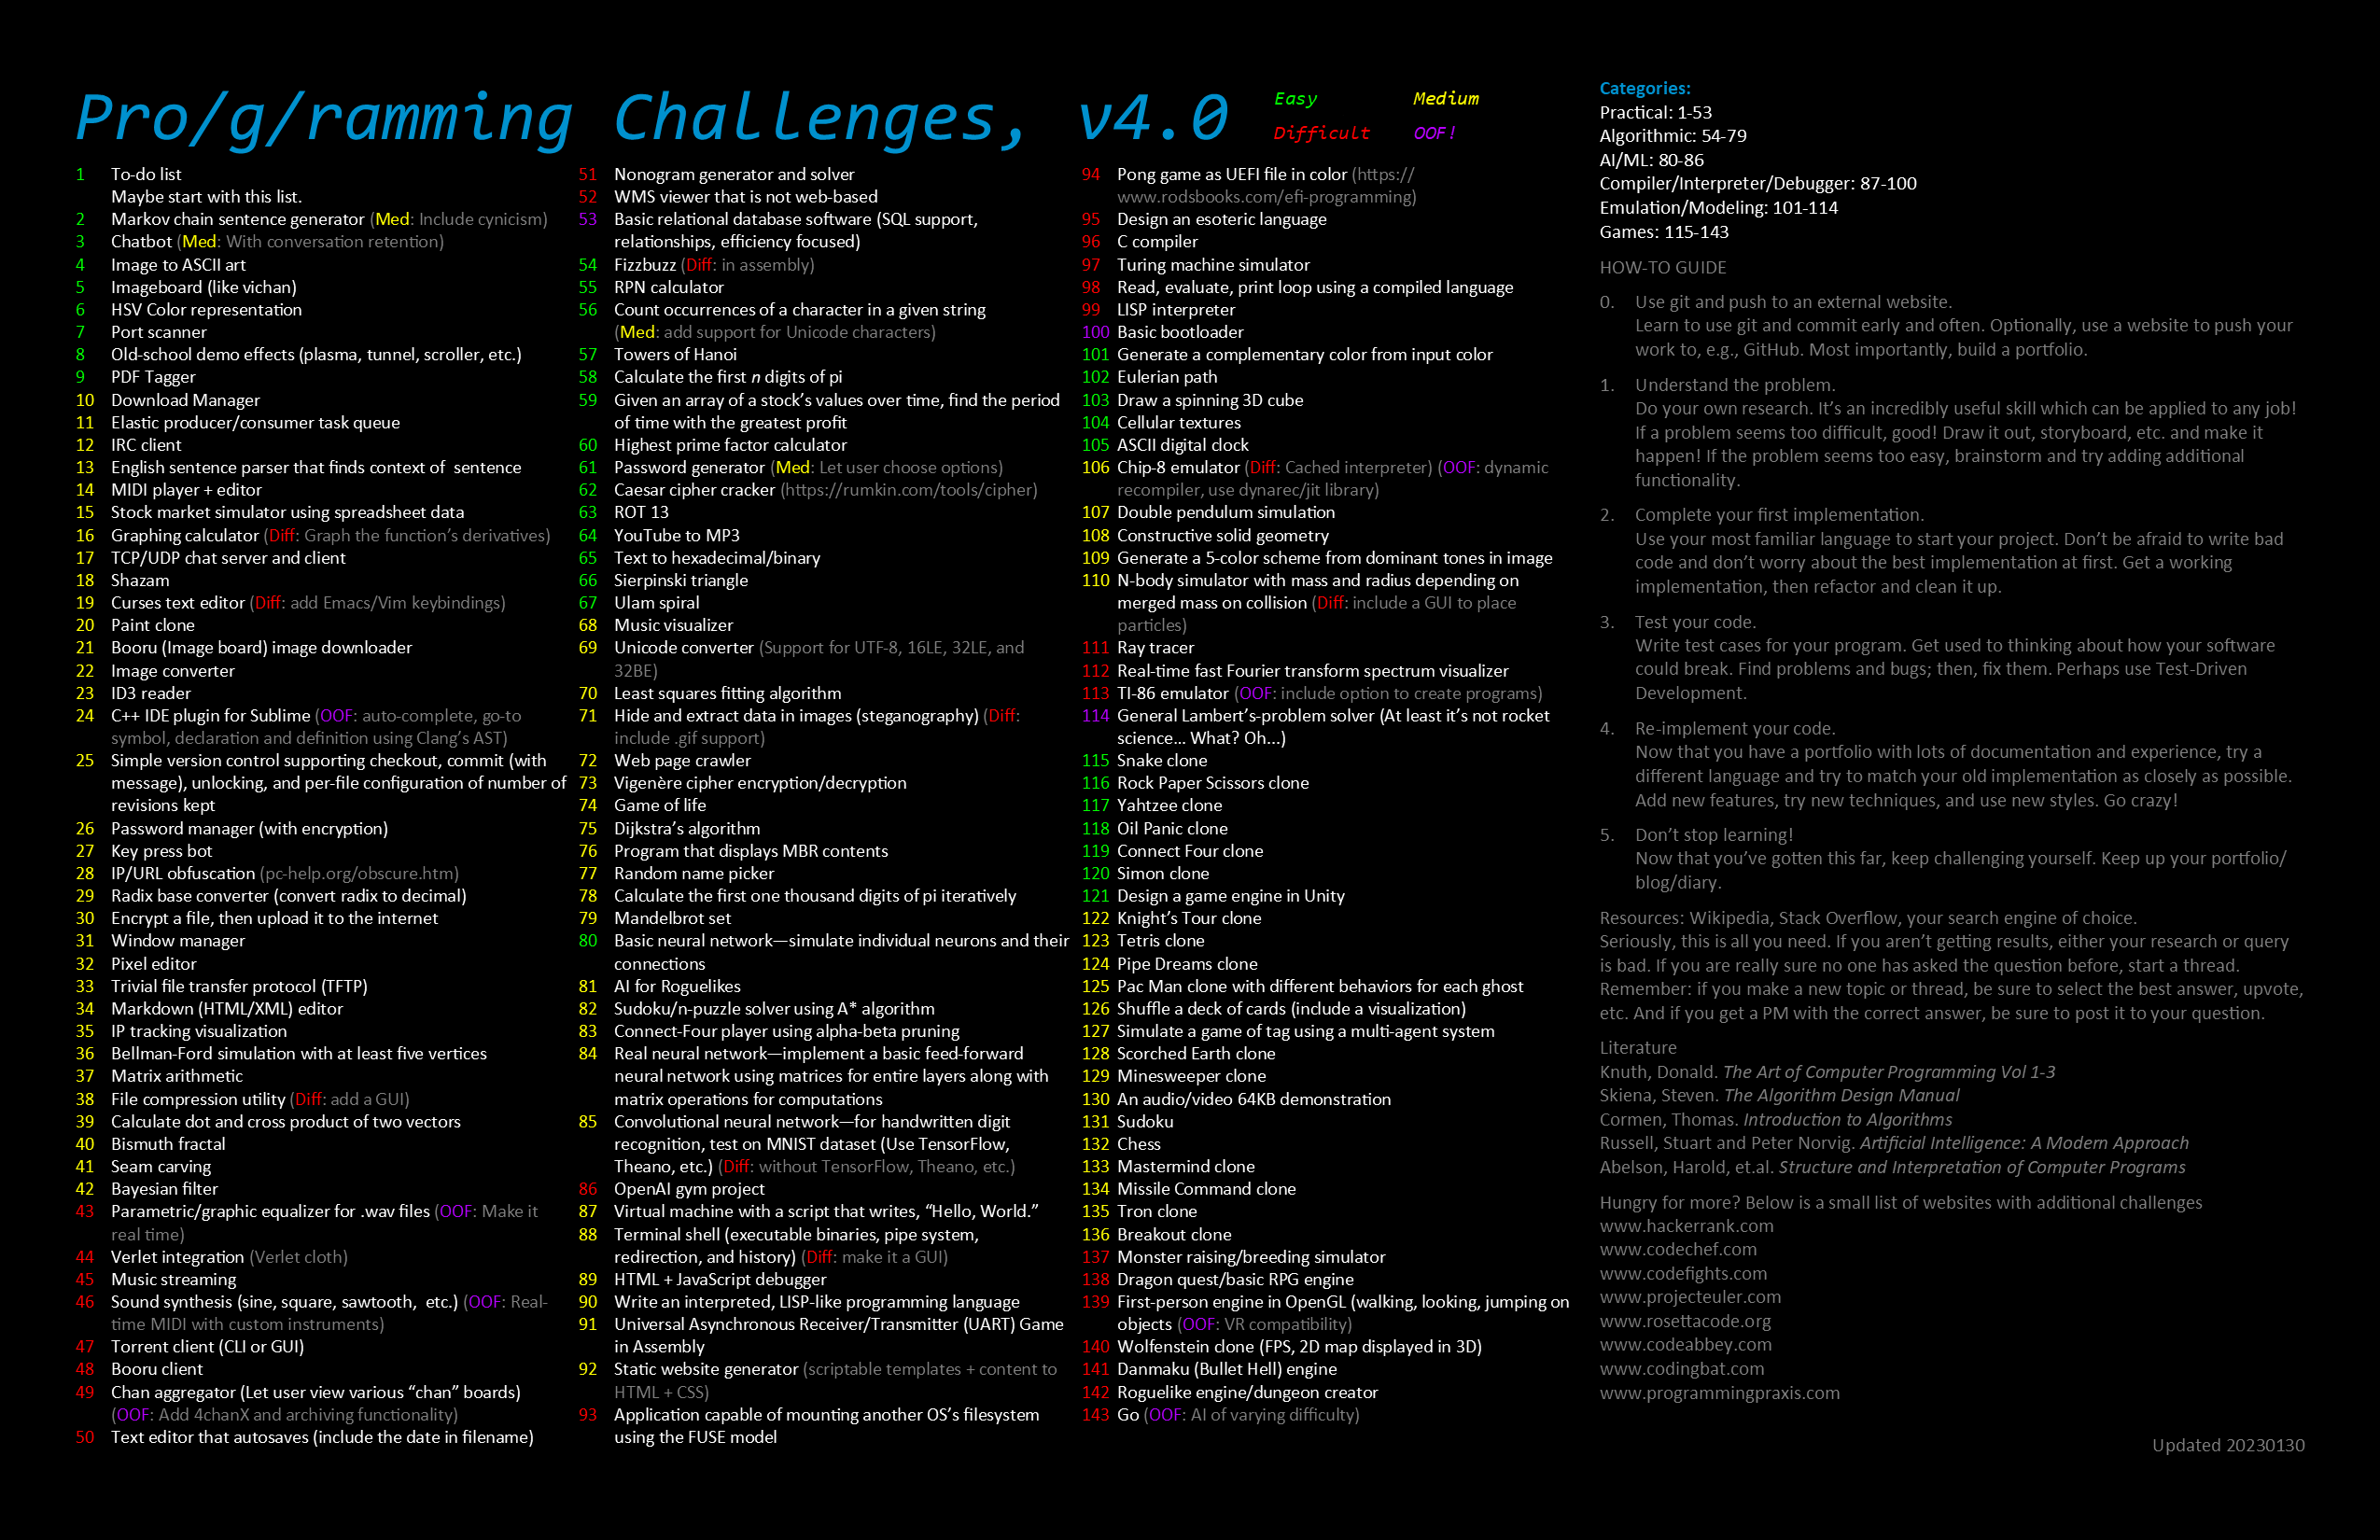 Pro/g/ramming Challenges, v4.0
Easy Medium
Difficult OOF!
1 To-do list
Maybe start with this list.
2 Markov chain sentence generator (Med: Include cynicism)
3 Chatbot (Med: With conversation retention)
4 Image to ASCII art
5 Imageboard (like vichan)
6 HSV Color representation
7 Port scanner
8 Old-school demo effects (plasma, tunnel, scroller, etc.)
9 PDF Tagger
10 Download Manager
11 Elastic producer/consumer task queue
12 IRC client
13 English sentence parser that finds context of  sentence
14 MIDI player + editor
15 Stock market simulator using spreadsheet data
16 Graphing calculator (Diff: Graph the function’s derivatives)
17 TCP/UDP chat server and client
18 Shazam
19 Curses text editor (Diff: add Emacs/Vim keybindings)
20 Paint clone
21 Booru (Image board) image downloader
22 Image converter
23 ID3 reader
24 C++ IDE plugin for Sublime (OOF: auto-complete, go-to
symbol, declaration and definition using Clang’s AST)
25 Simple version control supporting checkout, commit (with
message), unlocking, and per-file configuration of number of
revisions kept
26 Password manager (with encryption)
27 Key press bot
28 IP/URL obfuscation (pc-help.org/obscure.htm)
29 Radix base converter (convert radix to decimal)
30 Encrypt a file, then upload it to the internet
31 Window manager
32 Pixel editor
33 Trivial file transfer protocol (TFTP)
34 Markdown (HTML/XML) editor
35 IP tracking visualization
36 Bellman-Ford simulation with at least five vertices
37 Matrix arithmetic
38 File compression utility (Diff: add a GUI)
39 Calculate dot and cross product of two vectors
40 Bismuth fractal
41 Seam carving
42 Bayesian filter
43 Parametric/graphic equalizer for .wav files (OOF: Make it
real time)
44 Verlet integration (Verlet cloth)
45 Music streaming
46 Sound synthesis (sine, square, sawtooth,  etc.) (OOF: Real-
time MIDI with custom instruments)
47 Torrent client (CLI or GUI)
48 Booru client
49 Chan aggregator (Let user view various “chan” boards)
(OOF: Add 4chanX and archiving functionality)
50 Text editor that autosaves (include the date in filename)
51 Nonogram generator and solver
52 WMS viewer that is not web-based
53 Basic relational database software (SQL support,
relationships, efficiency focused)
54 Fizzbuzz (Diff: in assembly)
55 RPN calculator
56 Count occurrences of a character in a given string
(Med: add support for Unicode characters)
57 Towers of Hanoi
58 Calculate the first n digits of pi
59 Given an array of a stock’s values over time, find the period
of time with the greatest profit
60 Highest prime factor calculator
61 Password generator (Med: Let user choose options)
62 Caesar cipher cracker (https://rumkin.com/tools/cipher)
63 ROT 13
64 YouTube to MP3
65 Text to hexadecimal/binary
66 Sierpinski triangle
67 Ulam spiral
68 Music visualizer
69 Unicode converter (Support for UTF-8, 16LE, 32LE, and
32BE)
70 Least squares fitting algorithm
71 Hide and extract data in images (steganography) (Diff:
include .gif support)
72 Web page crawler
73 Vigenère cipher encryption/decryption
74 Game of life
75 Dijkstra’s algorithm
76 Program that displays MBR contents
77 Random name picker
78 Calculate the first one thousand digits of pi iteratively
79 Mandelbrot set
80 Basic neural network—simulate individual neurons and their
connections
81 AI for Roguelikes
82 Sudoku/n-puzzle solver using A* algorithm
83 Connect-Four player using alpha-beta pruning
84 Real neural network—implement a basic feed-forward
neural network using matrices for entire layers along with
matrix operations for computations
85 Convolutional neural network—for handwritten digit
recognition, test on MNIST dataset (Use TensorFlow,
Theano, etc.) (Diff: without TensorFlow, Theano, etc.)
86 OpenAI gym project
87 Virtual machine with a script that writes, “Hello, World.”
88 Terminal shell (executable binaries, pipe system,
redirection, and history) (Diff: make it a GUI)
89 HTML + JavaScript debugger
90 Write an interpreted, LISP-like programming language
91 Universal Asynchronous Receiver/Transmitter (UART) Game
in Assembly
92 Static website generator (scriptable templates + content to
HTML + CSS)
93 Application capable of mounting another OS’s filesystem
using the FUSE model
94 Pong game as UEFI file in color (https://
www.rodsbooks.com/efi-programming)
95 Design an esoteric language
96 C compiler
97 Turing machine simulator
98 Read, evaluate, print loop using a compiled language
99 LISP interpreter
100 Basic bootloader
101 Generate a complementary color from input color
102 Eulerian path
103 Draw a spinning 3D cube
104 Cellular textures
105 ASCII digital clock
106 Chip-8 emulator (Diff: Cached interpreter) (OOF: dynamic
recompiler, use dynarec/jit library)
107 Double pendulum simulation
108 Constructive solid geometry
109 Generate a 5-color scheme from dominant tones in image
110 N-body simulator with mass and radius depending on
merged mass on collision (Diff: include a GUI to place
particles)
111 Ray tracer
112 Real-time fast Fourier transform spectrum visualizer
113 TI-86 emulator (OOF: include option to create programs)
114 General Lambert’s-problem solver (At least it’s not rocket
science... What? Oh...)
115 Snake clone
116 Rock Paper Scissors clone
117 Yahtzee clone
118 Oil Panic clone
119 Connect Four clone
120 Simon clone
121 Design a game engine in Unity
122 Knight’s Tour clone
123 Tetris clone
124 Pipe Dreams clone
125 Pac Man clone with different behaviors for each ghost
126 Shuffle a deck of cards (include a visualization)
127 Simulate a game of tag using a multi-agent system
128 Scorched Earth clone
129 Minesweeper clone
130 An audio/video 64KB demonstration
131 Sudoku
132 Chess
133 Mastermind clone
134 Missile Command clone
135 Tron clone
136 Breakout clone
137 Monster raising/breeding simulator
138 Dragon quest/basic RPG engine
139 First-person engine in OpenGL (walking, looking, jumping on
objects (OOF: VR compatibility)
140 Wolfenstein clone (FPS, 2D map displayed in 3D)
141 Danmaku (Bullet Hell) engine
142 Roguelike engine/dungeon creator
143 Go (OOF: AI of varying difficulty)
Categories:
Practical: 1-53
Algorithmic: 54-79
AI/ML: 80-86
Compiler/Interpreter/Debugger: 87-100
Emulation/Modeling: 101-114
Games: 115-143
HOW-TO GUIDE
0. Use git and push to an external website.
Learn to use git and commit early and often. Optionally, use a website to push your
work to, e.g., GitHub. Most importantly, build a portfolio.
1. Understand the problem.
Do your own research. It’s an incredibly useful skill which can be applied to any job!
If a problem seems too difficult, good! Draw it out, storyboard, etc. and make it
happen! If the problem seems too easy, brainstorm and try adding additional
functionality.
2. Complete your first implementation.
Use your most familiar language to start your project. Don’t be afraid to write bad
code and don’t worry about the best implementation at first. Get a working
implementation, then refactor and clean it up.
3. Test your code.
Write test cases for your program. Get used to thinking about how your software
could break. Find problems and bugs; then, fix them. Perhaps use Test-Driven
Development.
4. Re-implement your code.
Now that you have a portfolio with lots of documentation and experience, try a
different language and try to match your old implementation as closely as possible.
Add new features, try new techniques, and use new styles. Go crazy!
5. Don’t stop learning!
Now that you’ve gotten this far, keep challenging yourself. Keep up your portfolio/
blog/diary.
Resources: Wikipedia, Stack Overflow, your search engine of choice.
Seriously, this is all you need. If you aren’t getting results, either your research or query
is bad. If you are really sure no one has asked the question before, start a thread.
Remember: if you make a new topic or thread, be sure to select the best answer, upvote,
etc. And if you get a PM with the correct answer, be sure to post it to your question.
Literature
Knuth, Donald. The Art of Computer Programming Vol 1-3
Skiena, Steven. The Algorithm Design Manual
Cormen, Thomas. Introduction to Algorithms
Russell, Stuart and Peter Norvig. Artificial Intelligence: A Modern Approach
Abelson, Harold, et.al. Structure and Interpretation of Computer Programs
Hungry for more? Below is a small list of websites with additional challenges
www.hackerrank.com
www.codechef.com
www.codefights.com
www.projecteuler.com
www.rosettacode.org
www.codeabbey.com
www.codingbat.com
www.programmingpraxis.com
Updated 20230130